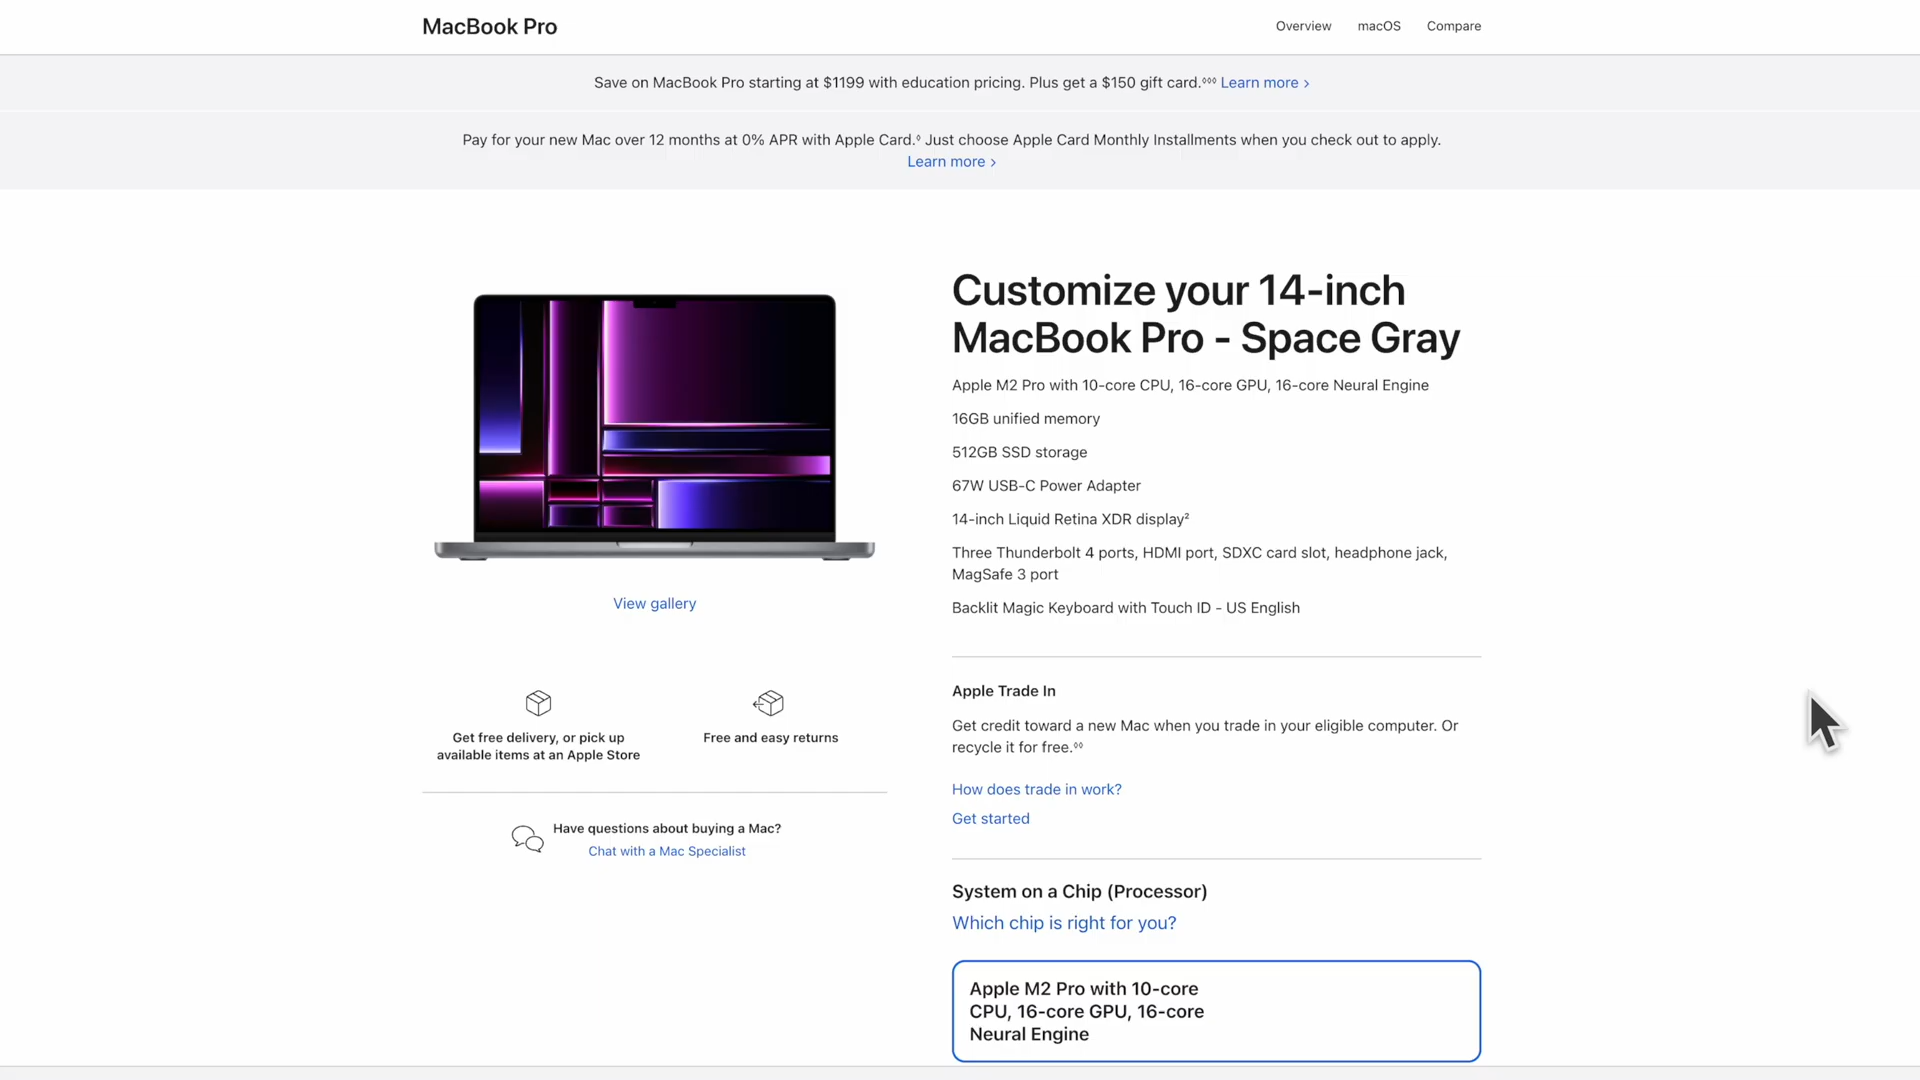 MacBook Pro
Overview
macOS
Compare
Save on MacBook Pro starting at $1199 with education pricing. Plus get a $150 gift card.◊◊◊ Learn more >
Pay for your new Mac over 12 months at 0% APR with Apple Card.◊ Just choose Apple Card Monthly Installments when you check out to apply.
Learn more >
Customize your 14-inch
MacBook Pro - Space Gray
Apple M2 Pro with 10-core CPU, 16-core GPU, 16-core Neural Engine
16GB unified memory
512GB SSD storage
67W USB-C Power Adapter
14-inch Liquid Retina XDR display²
Three Thunderbolt 4 ports, HDMI port, SDXC card slot, headphone jack,
MagSafe 3 port
Backlit Magic Keyboard with Touch ID - US English
View gallery
Get free delivery, or pick up
available items at an Apple Store
Free and easy returns
Have questions about buying a Mac?
Chat with a Mac Specialist
Apple Trade In
Get credit toward a new Mac when you trade in your eligible computer. Or
recycle it for free.◊◊
How does trade in work?
Get started
System on a Chip (Processor)
Which chip is right for you?
Apple M2 Pro with 10-core
CPU, 16-core GPU, 16-core
Neural Engine